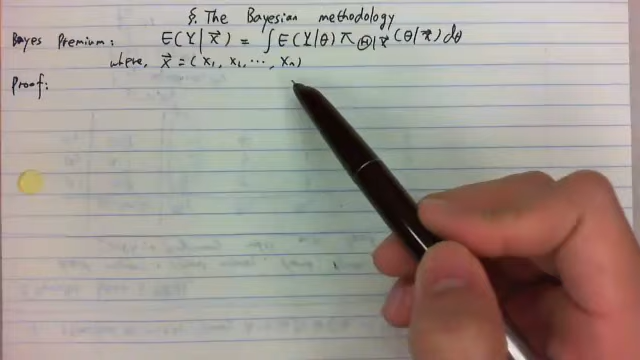 §. The Bayesian methodology
Bayes Premium: E(Y|x⃗) = ∫ E(Y|θ) π_{Θ|x⃗} (θ|x⃗) dθ
where, x⃗ = (x₁, x₂, ⋯, xₙ)
Proof: